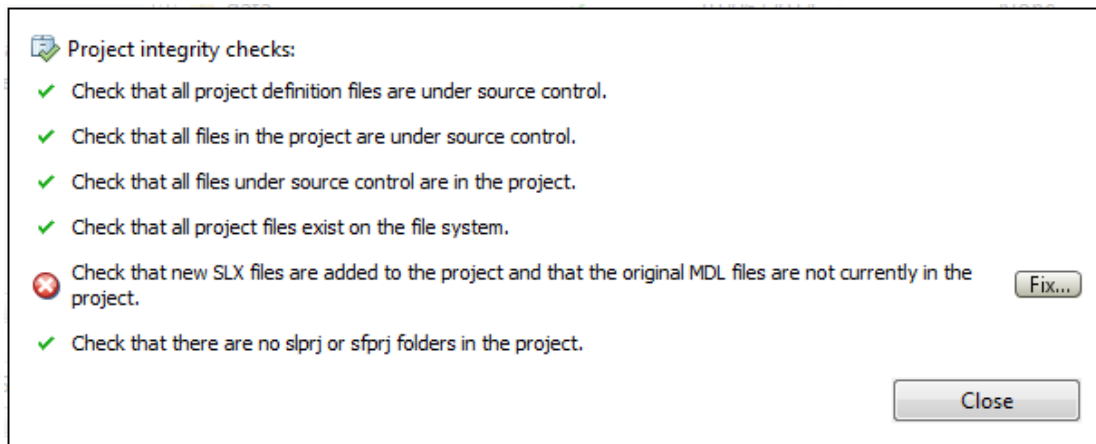 Project integrity checks:
Check that all project definition files are under source control.
Check that all files in the project are under source control.
Check that all files under source control are in the project.
Check that all project files exist on the file system.
Check that new SLX files are added to the project and that the original MDL files are not currently in the
project.
Fix...
Check that there are no slprj or sfprj folders in the project.
Close